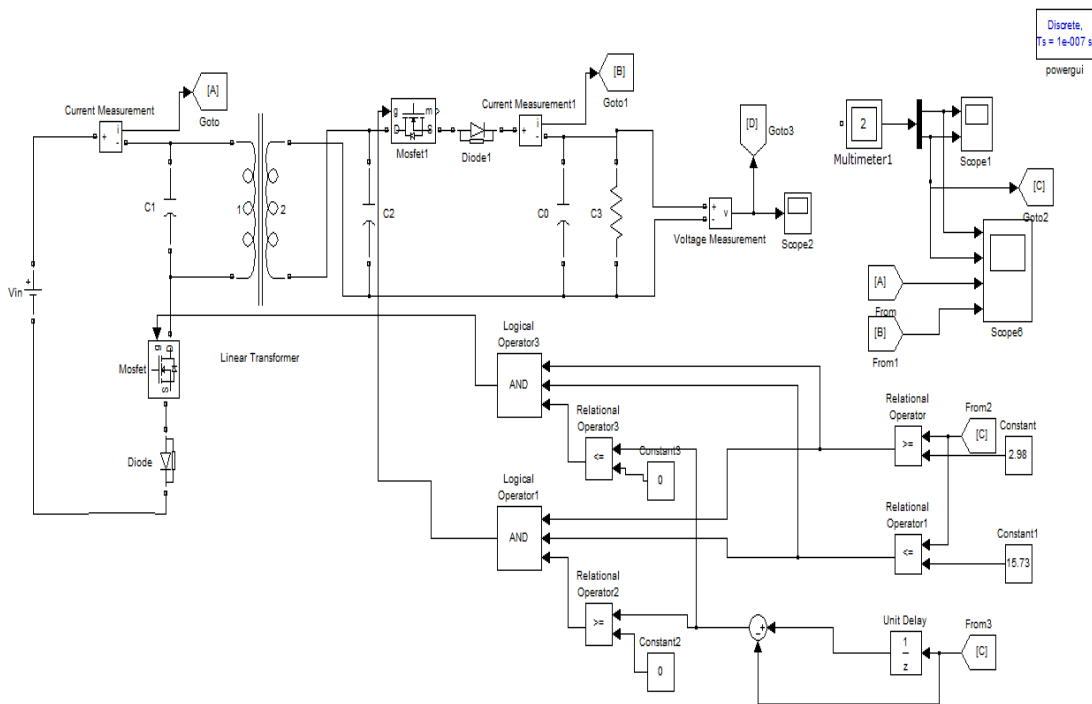 Discrete,
Ts = 1e-007 s
powergui
[A]
Goto
Current Measurement
i
+
-
[B]
Goto1
Current Measurement1
i
+
-
g
m
D
S
Mosfet1
Diode1
[D]
Goto3
2
Multimeter1
Scope1
[C]
Goto2
C1
1
2
C2
C0
C3
+
-
v
Voltage Measurement
Scope2
Vin
+
[A]
From
[B]
From1
Scope6
g
D
S
Mosfet
Linear Transformer
Logical
Operator3
AND
Relational
Operator
>=
From2
[C]
Constant
2.98
Relational
Operator3
<=
Constant3
0
Diode
Logical
Operator1
AND
Relational
Operator1
<=
Constant1
15.73
Relational
Operator2
>=
Constant2
0
+
-
Unit Delay
1
z
From3
[C]